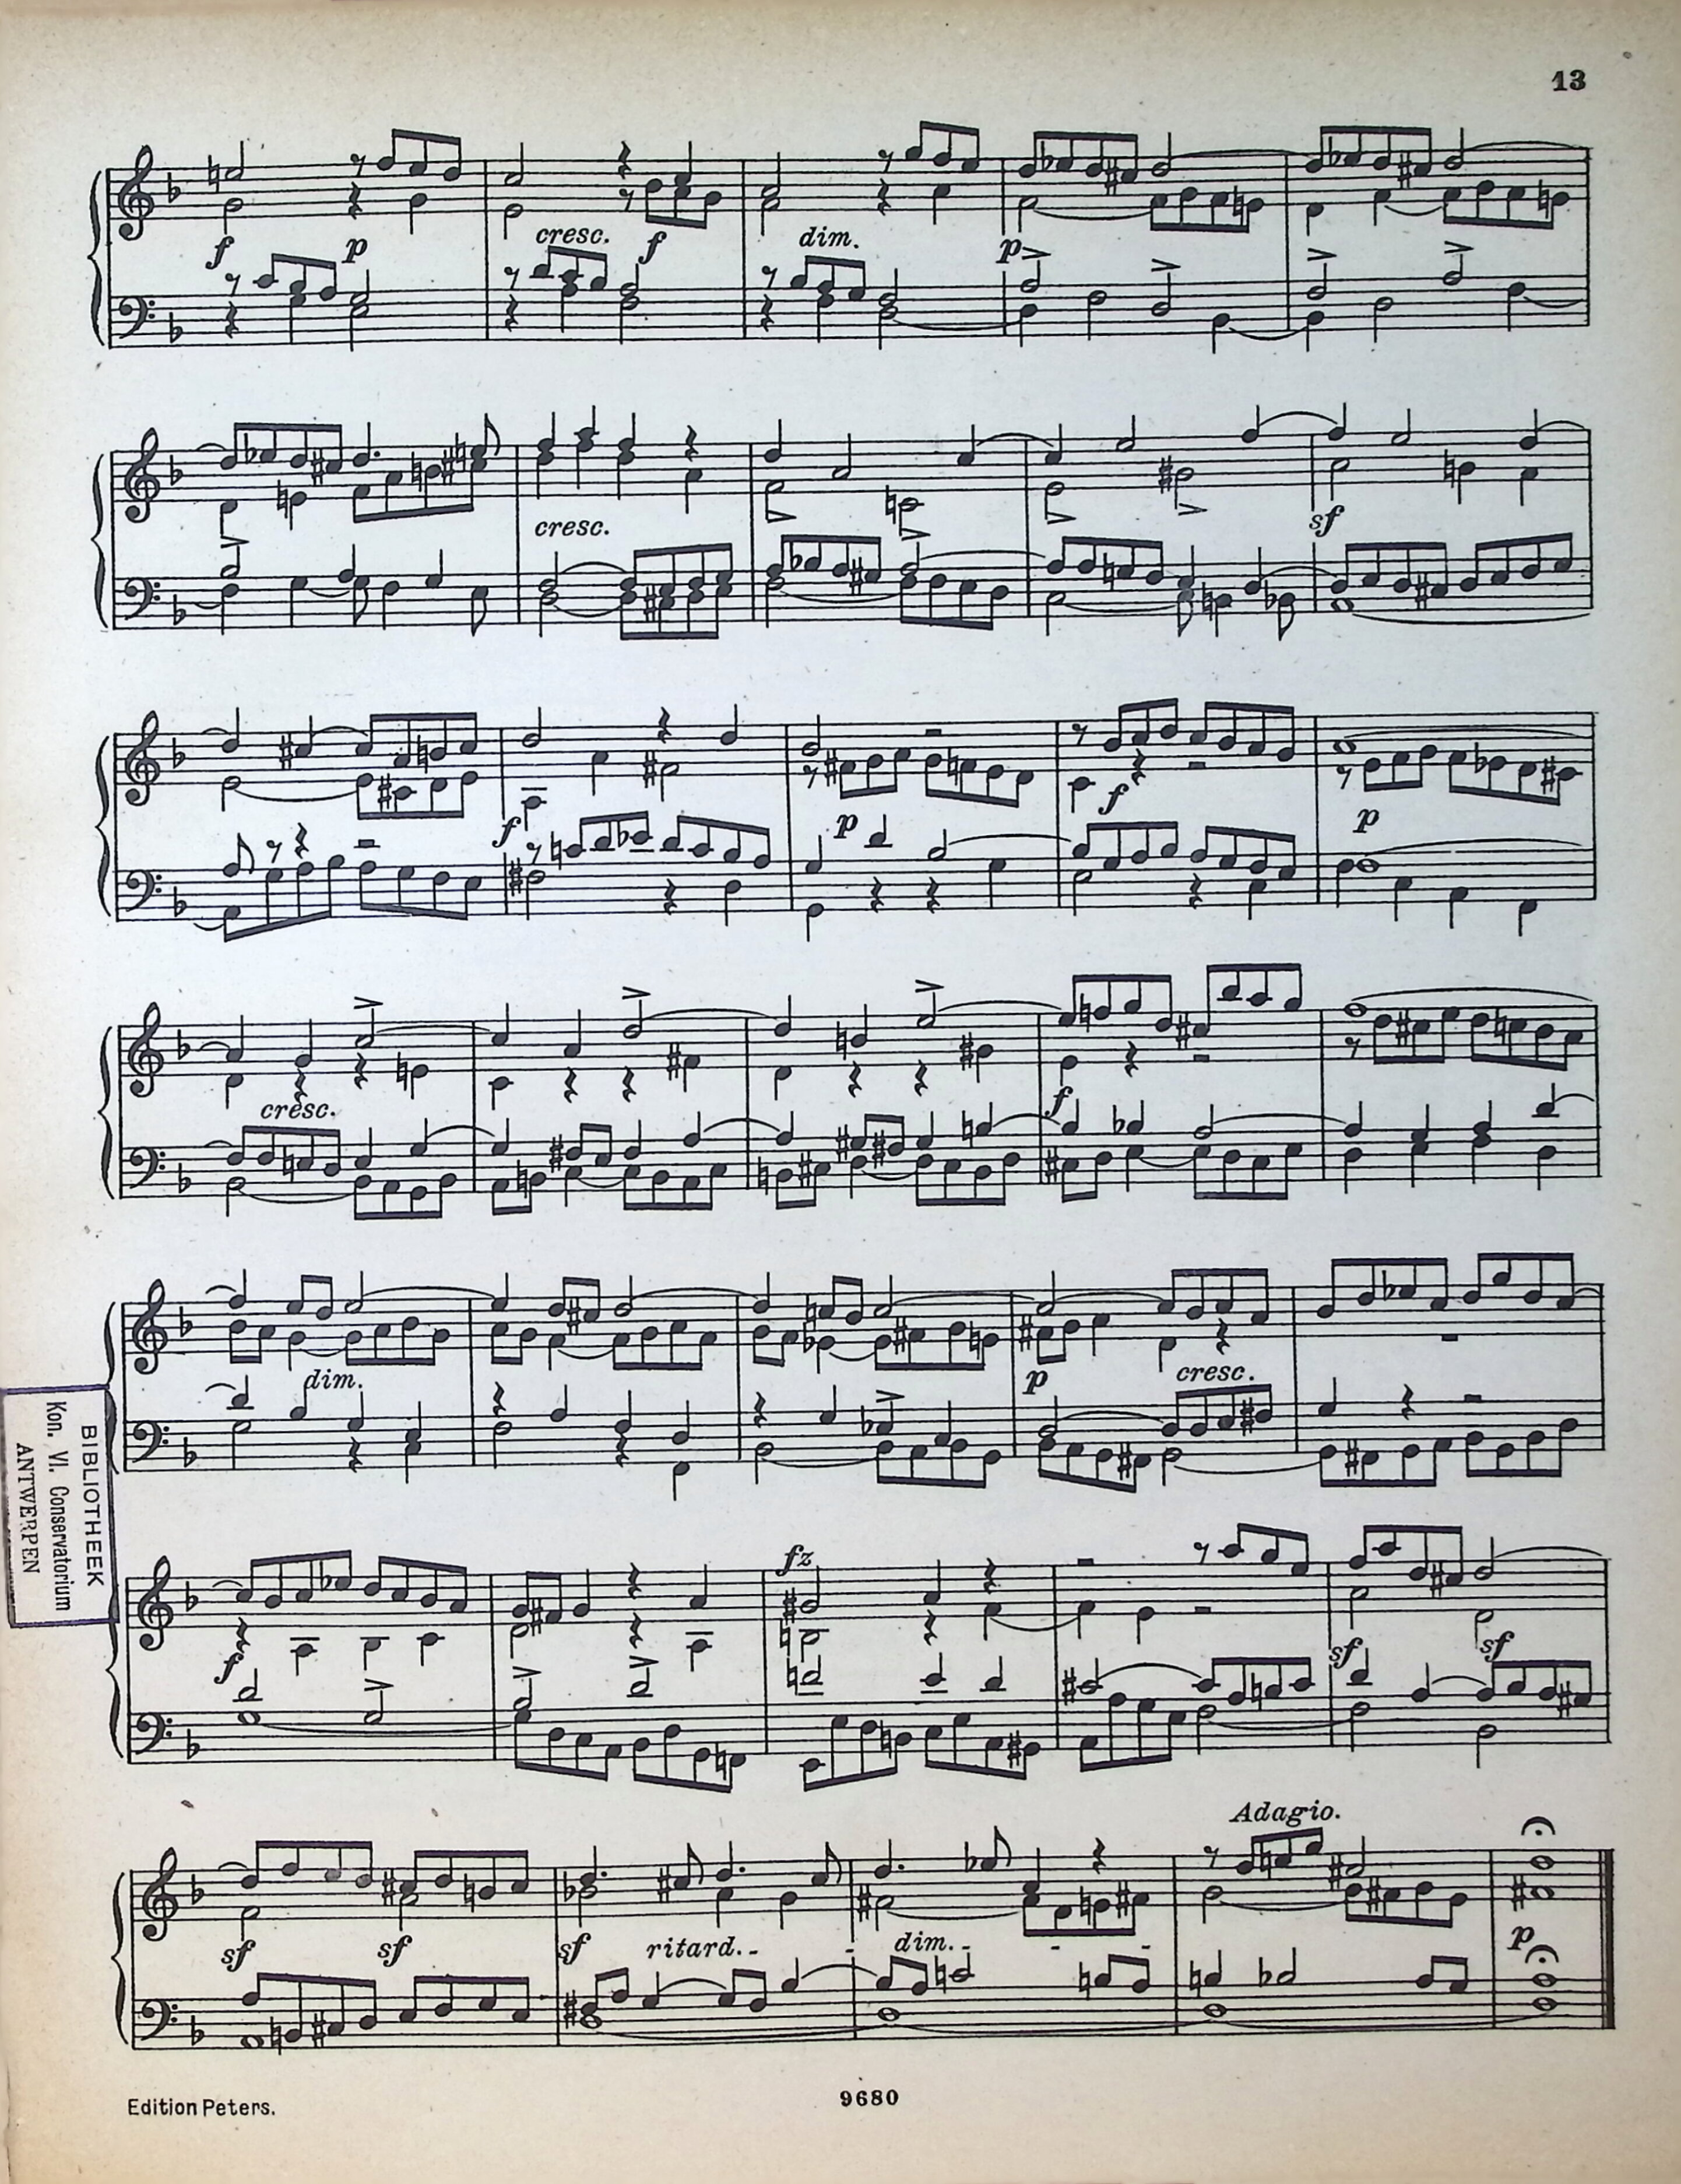 13
f p cresc. f dim. p
cresc. sf
f p f p
cresc. f
dim. p cresc.
fz
f sf sf
Adagio.
sf sf sf ritard. - - dim. - - - p
BIBLIOTHEEK
Kon. Vl. Conservatorium
ANTWERPEN
Edition Peters.
9680